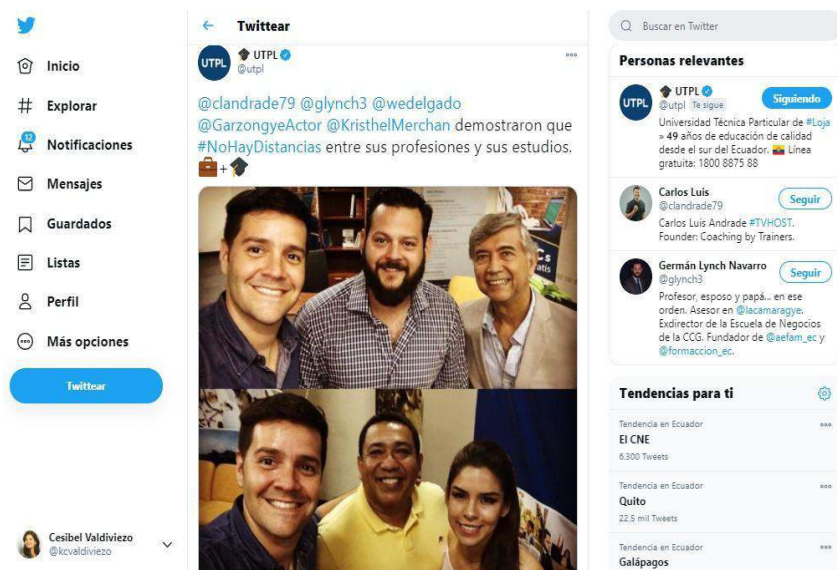 Inicio
Explorar
12
Notificaciones
Mensajes
Guardados
Listas
Perfil
Más opciones
Twittear
Cesibel Valdiviezo
@kcvaldiviezo
Twittear
UTPL
UTPL
@utpl
@clandrade79 @glynch3 @wedelgado
@GarzongyeActor @KristhelMerchan demostraron que
#NoHayDistancias entre sus profesiones y sus estudios.
+
Cs
atis
Buscar en Twitter
Personas relevantes
UTPL
UTPL
@utpl Te sigue
Siguiendo
Universidad Técnica Particular de #Loja
» 49 años de educación de calidad
desde el sur del Ecuador. Línea
gratuita: 1800 8875 88
Carlos Luis
@clandrade79
Seguir
Carlos Luis Andrade #TVHOST.
Founder: Coaching by Trainers.
Germán Lynch Navarro
@glynch3
Seguir
Profesor, esposo y papá... en ese
orden. Asesor en @lacamaragye.
Exdirector de la Escuela de Negocios
de la CCG. Fundador de @aefam_ec y
@formaccion_ec.
Tendencias para ti
Tendencia en Ecuador
El CNE
6.300 Tweets
Tendencia en Ecuador
Quito
22,5 mil Tweets
Tendencia en Ecuador
Galápagos